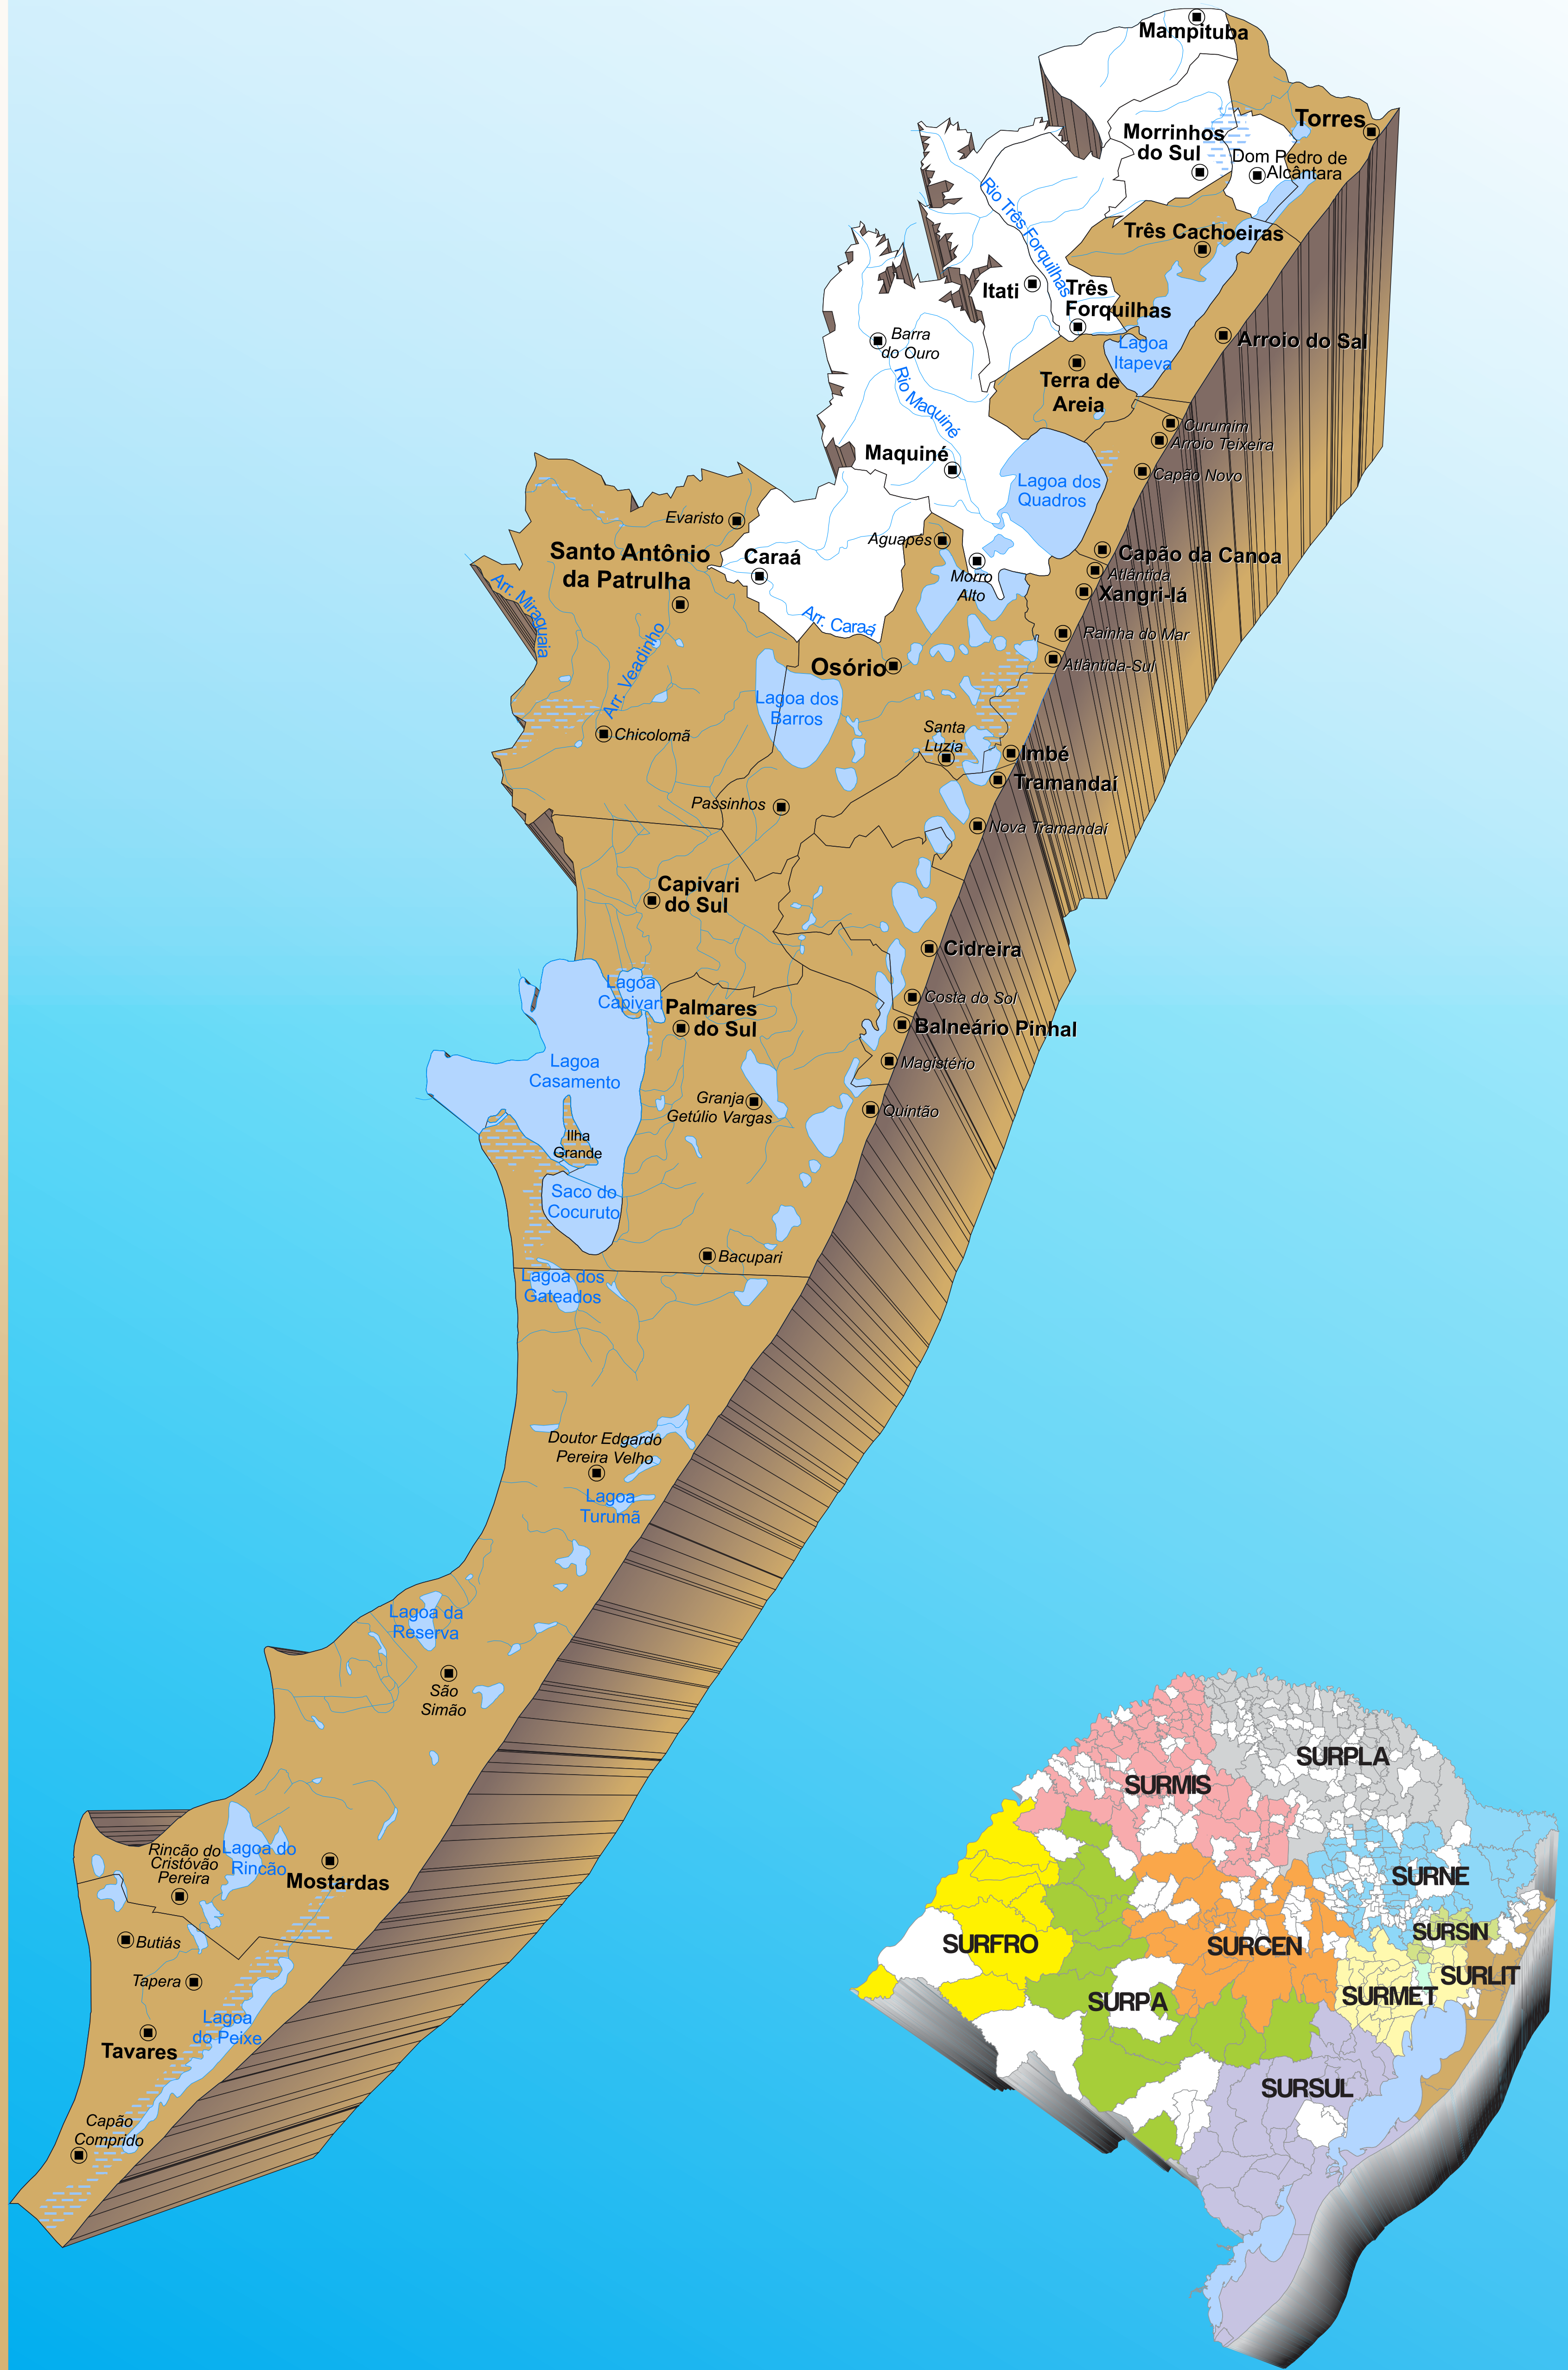 Mampituba
Torres
Morrinhos
do Sul
Dom Pedro de
Alcântara
Rio Três Forquilhas
Três Cachoeiras
Itati
Três
Forquilhas
Barra
do Ouro
Lagoa
Itapeva
Arroio do Sal
Terra de
Areia
Rio Maquiné
Curumim
Arroio Teixeira
Maquiné
Capão Novo
Lagoa dos
Quadros
Evaristo
Santo Antônio
da Patrulha
Caraá
Aguapés
Capão da Canoa
Morro
Alto
Atlântida
Xangri-lá
Arr. Miraguaia
Arr. Caraá
Arr. Veadinho
Rainha do Mar
Osório
Atlântida-Sul
Lagoa dos
Barros
Chicolomã
Santa
Luzia
Imbé
Tramandaí
Passinhos
Nova Tramandaí
Capivari
do Sul
Cidreira
Lagoa
Capivari
Costa do Sol
Palmares
do Sul
Balneário Pinhal
Lagoa
Casamento
Magistério
Granja
Getúlio Vargas
Quintão
Ilha
Grande
Saco do
Cocuruto
Bacupari
Lagoa dos
Gateados
Doutor Edgardo
Pereira Velho
Lagoa
Turumã
Lagoa da
Reserva
São
Simão
Rincão do
Cristóvão
Pereira
Lagoa do
Rincão
Mostardas
Butiás
Tapera
Lagoa
do Peixe
Tavares
Capão
Comprido
SURPLA
SURMIS
SURNE
SURSIN
SURFRO
SURCEN
SURLIT
SURMET
SURPA
SURSUL